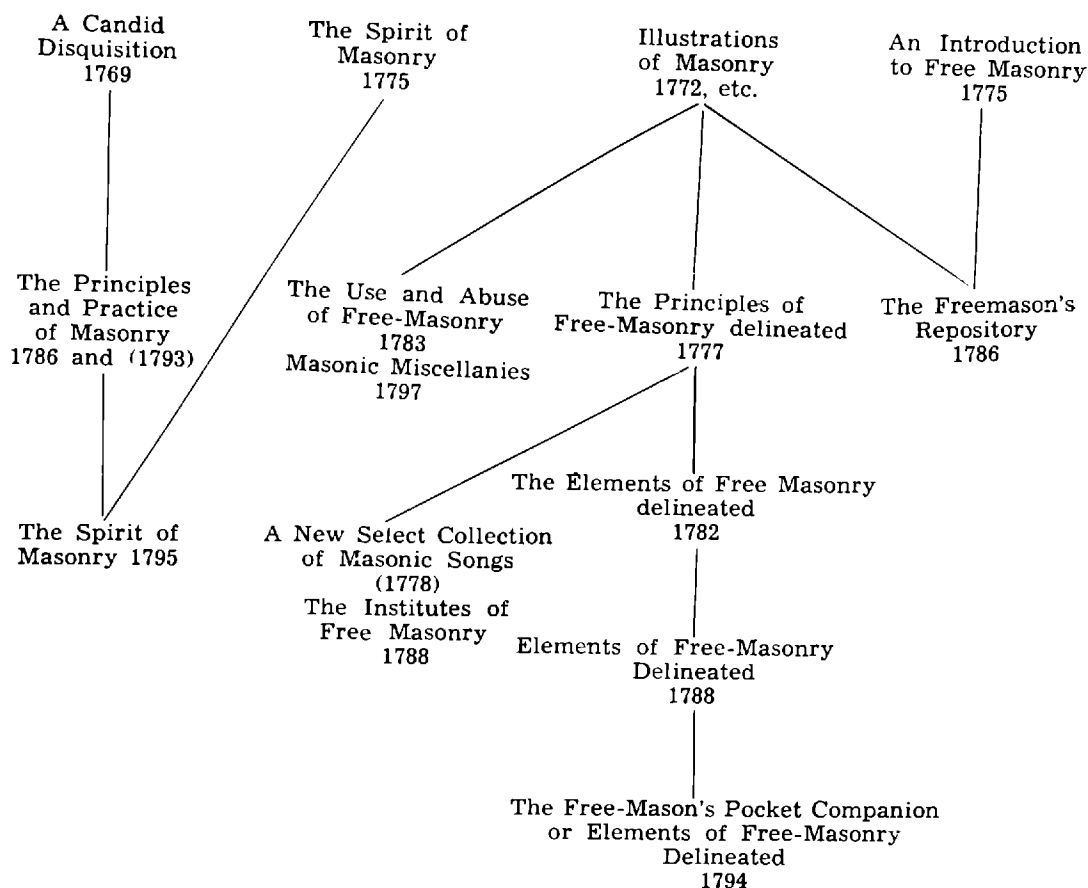 A Candid
Disquisition
1769
The Spirit of
Masonry
1775
Illustrations
of Masonry
1772, etc.
An Introduction
to Free Masonry
1775
The Principles
and Practice
of Masonry
1786 and (1793)
The Use and Abuse
of Free-Masonry
1783
Masonic Miscellanies
1797
The Principles of
Free-Masonry delineated
1777
The Freemason's
Repository
1786
The Spirit of
Masonry 1795
A New Select Collection
of Masonic Songs
(1778)
The Institutes of
Free Masonry
1788
The Elements of Free Masonry
delineated
1782
Elements of Free-Masonry
Delineated
1788
The Free-Mason's Pocket Companion
or Elements of Free-Masonry
Delineated
1794